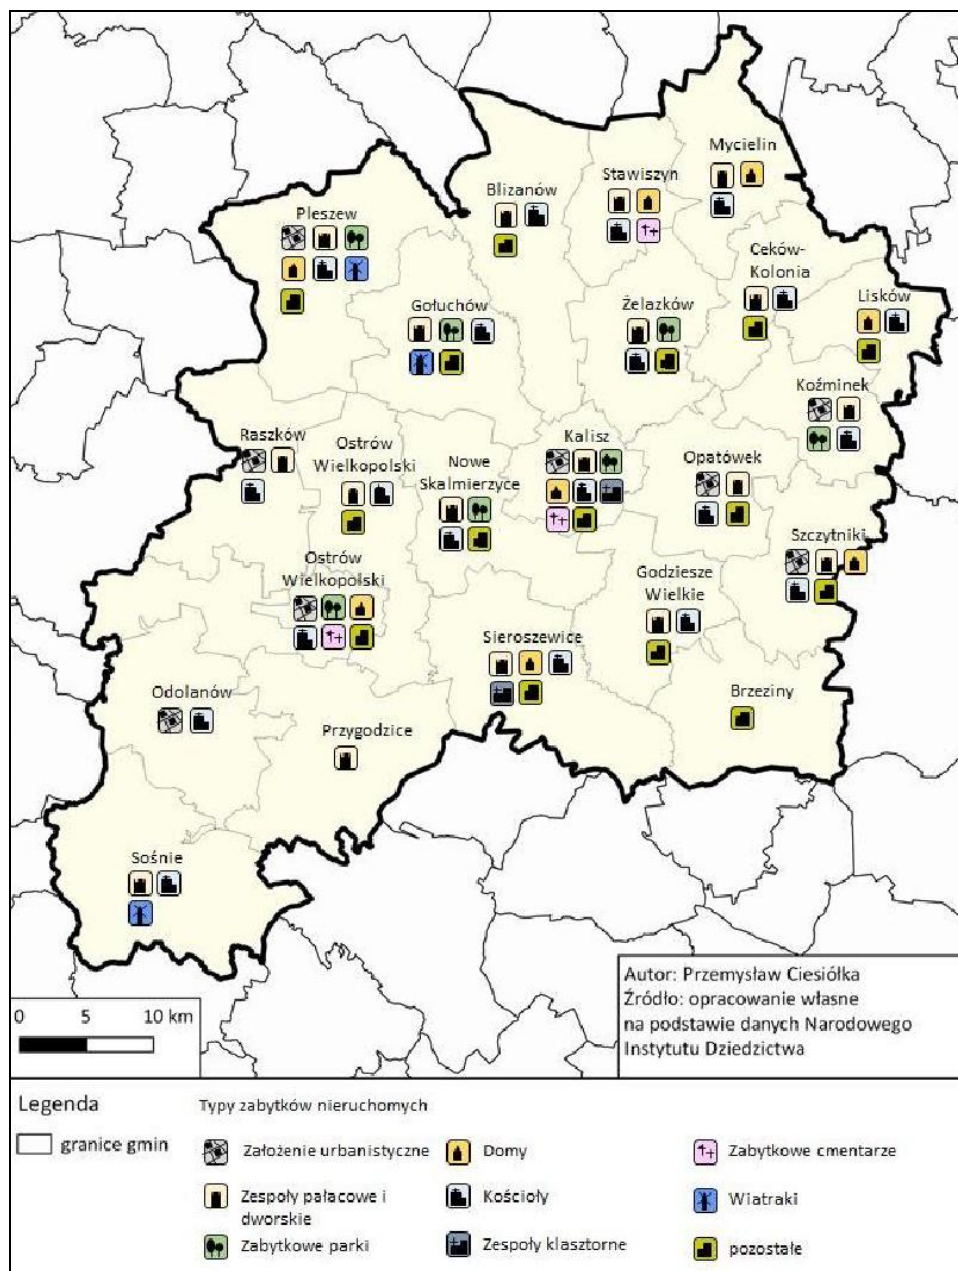 Mycielin
Stawiszyn
Blizanów
Pleszew
Ceków-
Kolonia
Lisków
Gołuchów
Żelazków
Koźminek
Raszków
Ostrów
Wielkopolski
Nowe
Skalmierzyce
Kalisz
Opatówek
Szczytniki
Ostrów
Wielkopolski
Godziesze
Wielkie
Sieroszewice
Odolanów
Brzeziny
Przygodzice
Sośnie
Autor: Przemysław Ciesiółka
Źródło: opracowanie własne
na podstawie danych Narodowego
Instytutu Dziedzictwa
0 5 10 km
Legenda
granice gmin
Typy zabytków nieruchomych
Założenie urbanistyczne
Zespoły pałacowe i
dworskie
Zabytkowe parki
Domy
Kościoły
Zespoły klasztorne
Zabytkowe cmentarze
Wiatraki
pozostałe